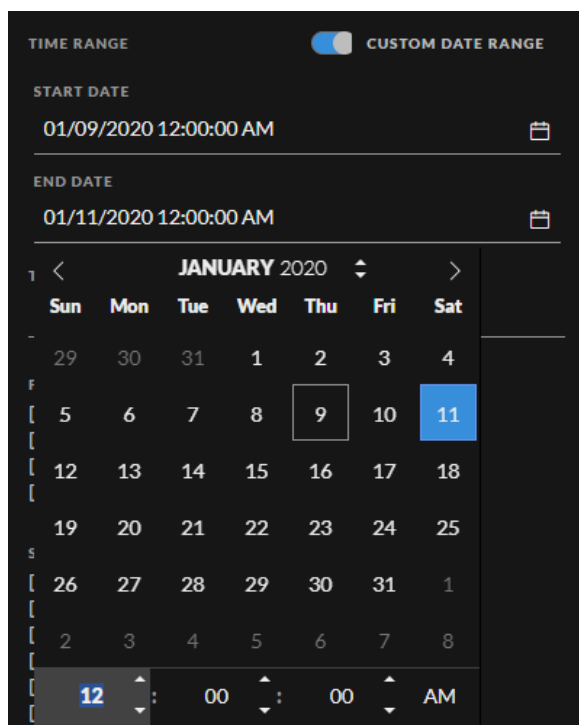 TIME RANGE CUSTOM DATE RANGE
START DATE
01/09/2020 12:00:00 AM
END DATE
01/11/2020 12:00:00 AM
JANUARY 2020
Sun Mon Tue Wed Thu Fri Sat
29 30 31 1 2 3 4
5 6 7 8 9 10 11
12 13 14 15 16 17 18
19 20 21 22 23 24 25
26 27 28 29 30 31 1
2 3 4 5 6 7 8
12 : 00 : 00 AM